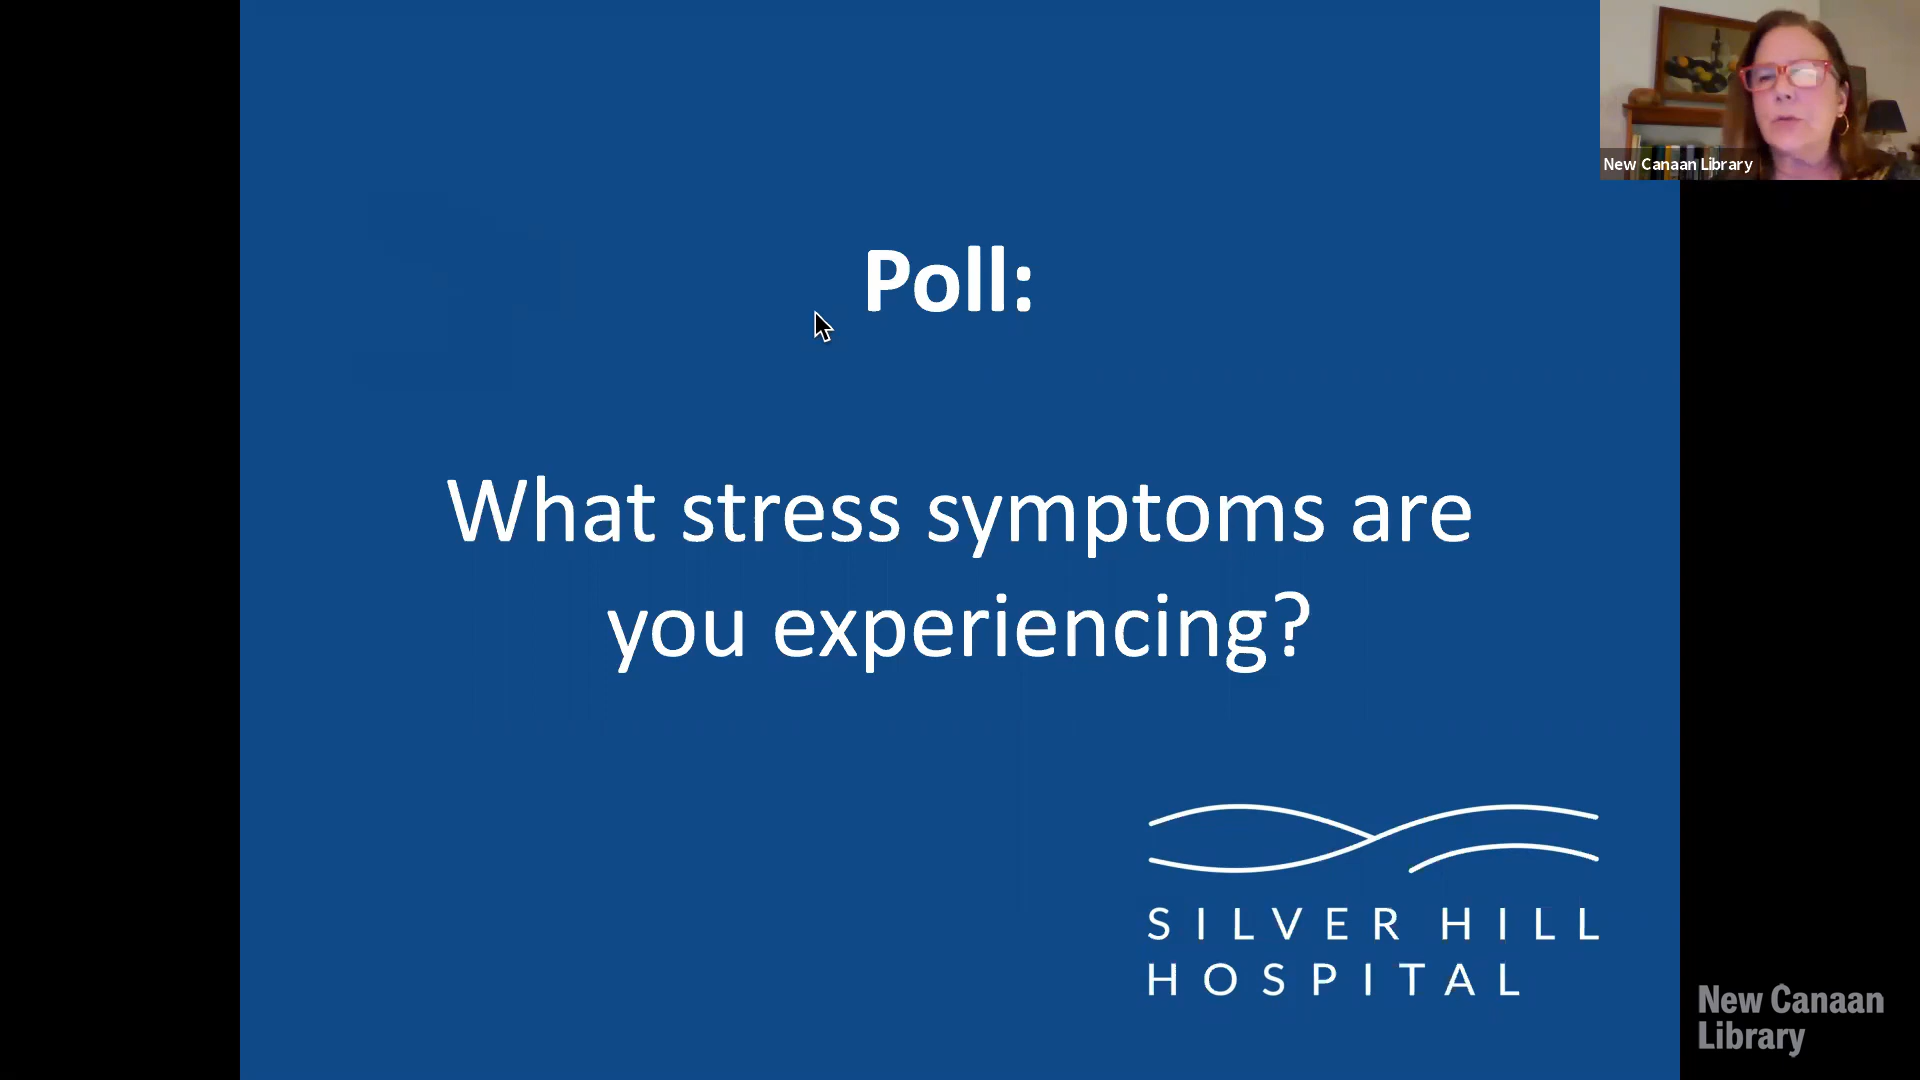 New Canaan Library
Poll:
What stress symptoms are
you experiencing?
SILVER HILL
HOSPITAL
New Canaan
Library